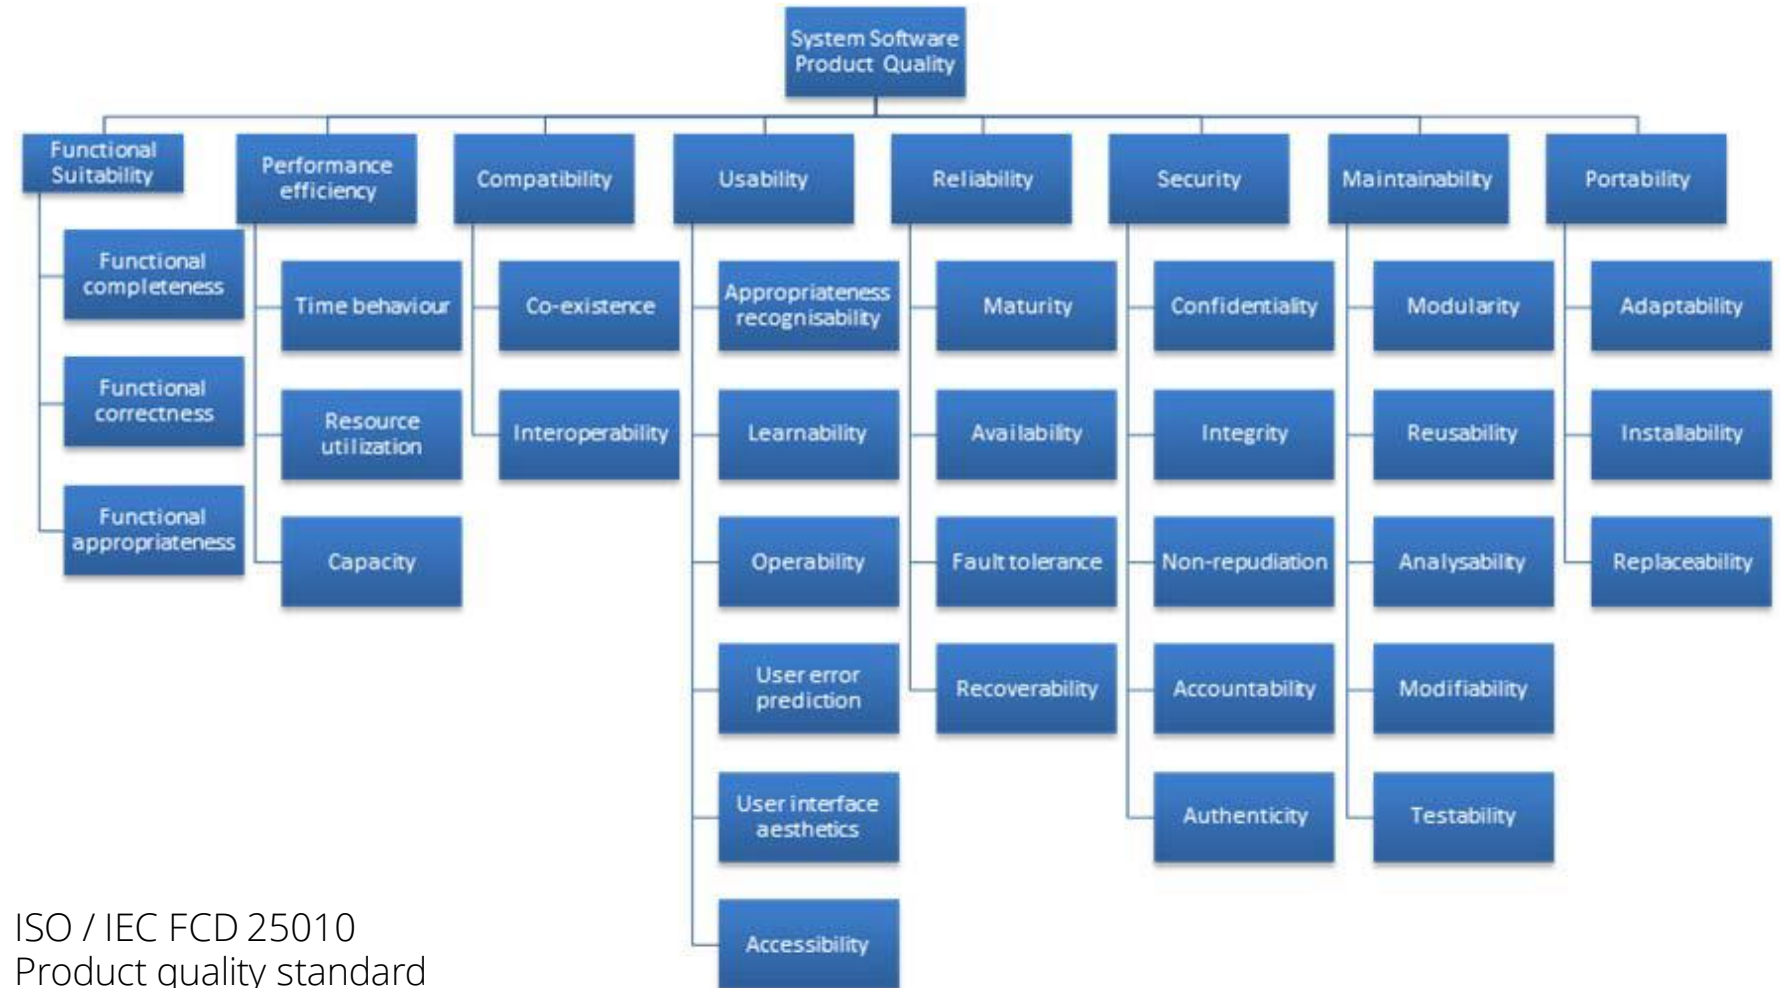 System Software
Product Quality
Functional
Suitability
Functional
completeness
Functional
correctness
Functional
appropriateness
Performance
efficiency
Time behaviour
Resource
utilization
Capacity
Compatibility
Co-existence
Interoperability
Usability
Appropriateness
recognisability
Learnability
Operability
User error
prediction
User interface
aesthetics
Accessibility
Reliability
Maturity
Availability
Fault tolerance
Recoverability
Security
Confidentiality
Integrity
Non-repudiation
Accountability
Authenticity
Maintainability
Modularity
Reusability
Analysability
Modifiability
Testability
Portability
Adaptability
Installability
Replaceability
ISO / IEC FCD 25010
Product quality standard